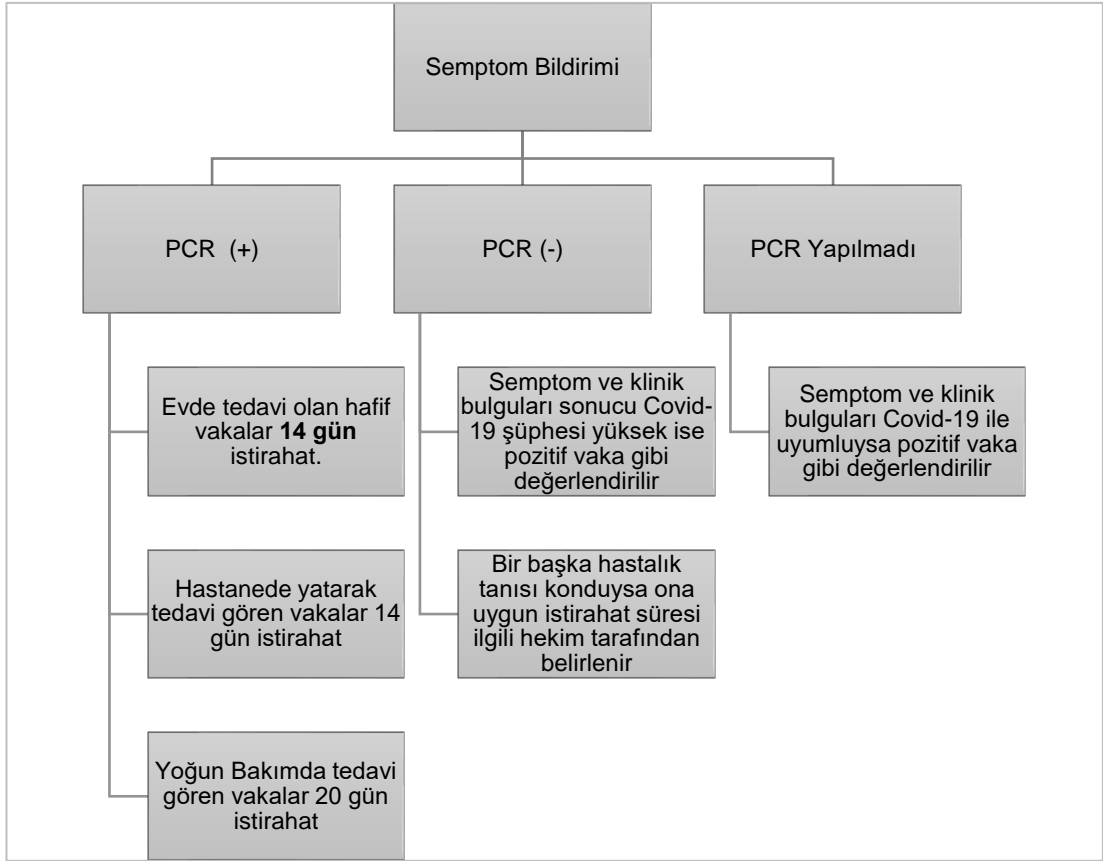 Semptom Bildirimi
PCR (+)
Evde tedavi olan hafif
vakalar 14 gün
istirahat.
Hastanede yatarak
tedavi gören vakalar 14
gün istirahat
Yoğun Bakımda tedavi
gören vakalar 20 gün
istirahat
PCR (-)
Semptom ve klinik
bulguları sonucu Covid-
19 şüphesi yüksek ise
pozitif vaka gibi
değerlendirilir
Bir başka hastalık
tanısı konduysa ona
uygun istirahat süresi
ilgili hekim tarafından
belirlenir
PCR Yapılmadı
Semptom ve klinik
bulguları Covid-19 ile
uyumluysa pozitif vaka
gibi değerlendirilir